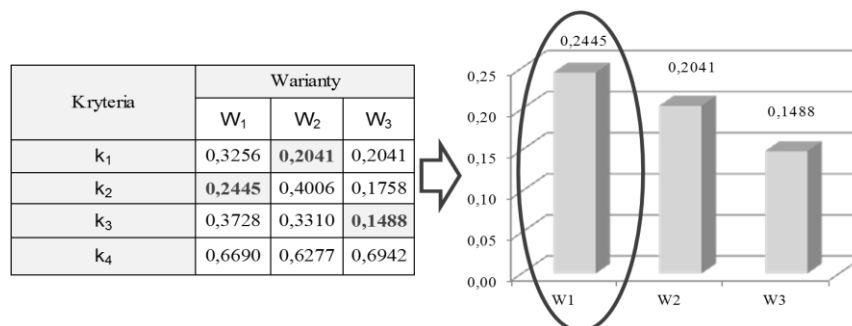 Kryteria Warianty
W₁ W₂ W₃
k₁ 0,3256 0,2041 0,2041
k₂ 0,2445 0,4006 0,1758
k₃ 0,3728 0,3310 0,1488
k₄ 0,6690 0,6277 0,6942
0,2445
0,2041
0,1488
0,25
0,20
0,15
0,10
0,05
0,00
W1 W2 W3